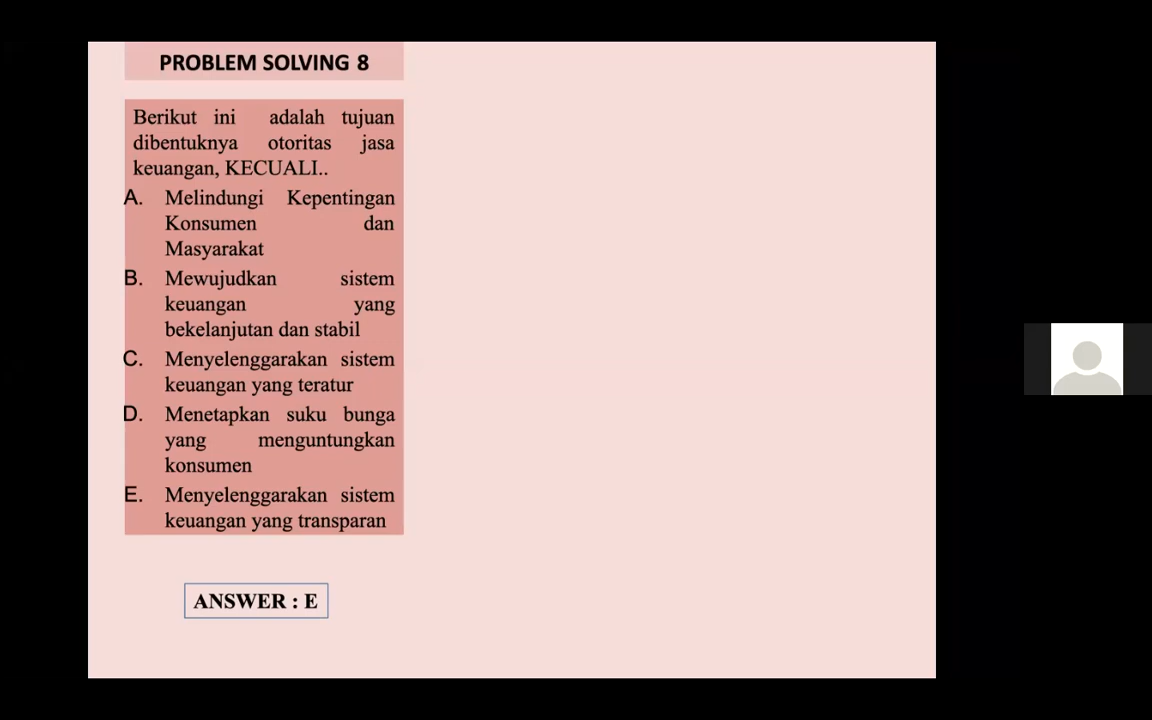 PROBLEM SOLVING 8
Berikut ini adalah tujuan
dibentuknya otoritas jasa
keuangan, KECUALI..
A. Melindungi Kepentingan
Konsumen dan
Masyarakat
B. Mewujudkan sistem
keuangan yang
bekelanjutan dan stabil
C. Menyelenggarakan sistem
keuangan yang teratur
D. Menetapkan suku bunga
yang menguntungkan
konsumen
E. Menyelenggarakan sistem
keuangan yang transparan
ANSWER : E